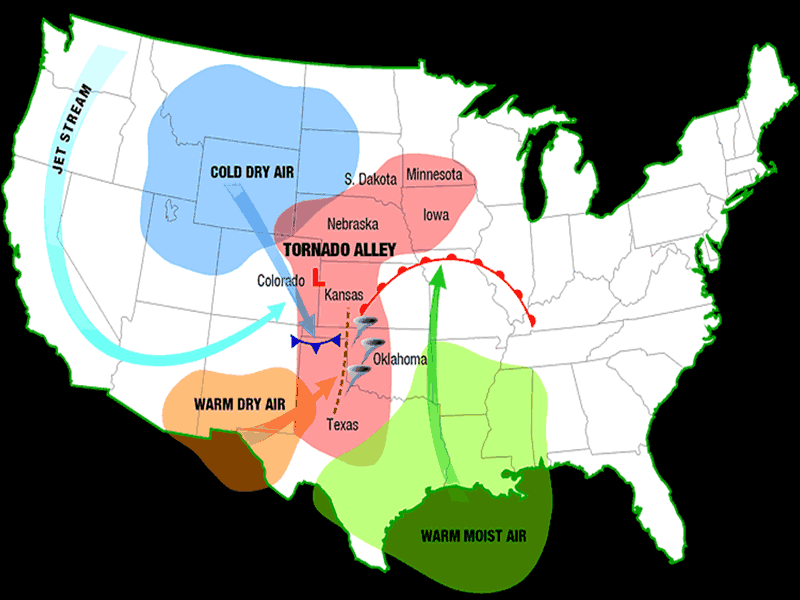 JET STREAM
COLD DRY AIR
S. Dakota
Minnesota
Nebraska
Iowa
TORNADO ALLEY
Colorado
L
Kansas
Oklahoma
WARM DRY AIR
Texas
WARM MOIST AIR